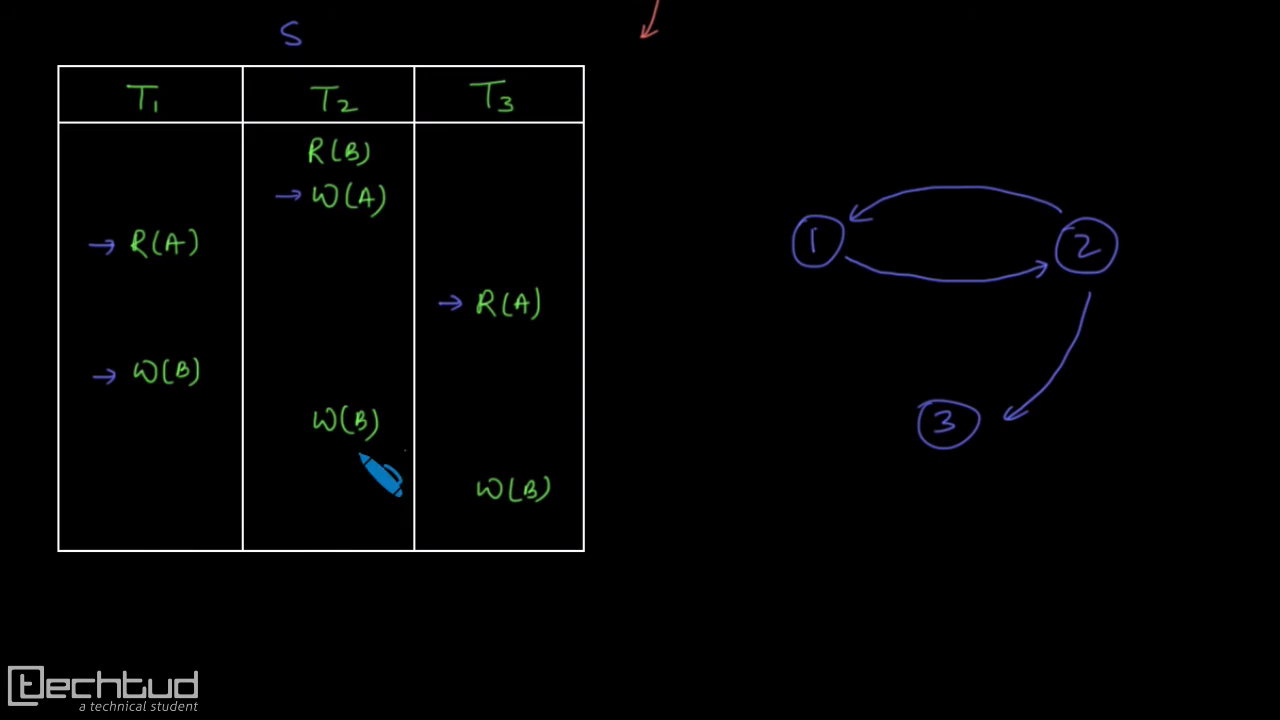 S
T1 T2 T3
R(B)
→ W(A)
→ R(A)
→ R(A)
→ W(B)
W(B)
W(B)
1 2
3
techtud
a technical student